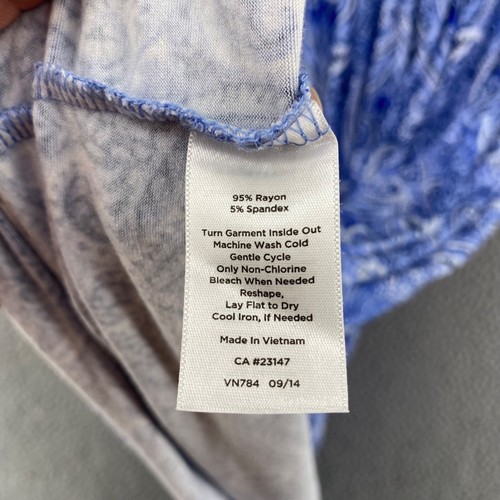 95% Rayon
5% Spandex
Turn Garment Inside Out
Machine Wash Cold
Gentle Cycle
Only Non-Chlorine
Bleach When Needed
Reshape,
Lay Flat to Dry
Cool Iron, If Needed
Made In Vietnam
CA #23147
VN784 09/14